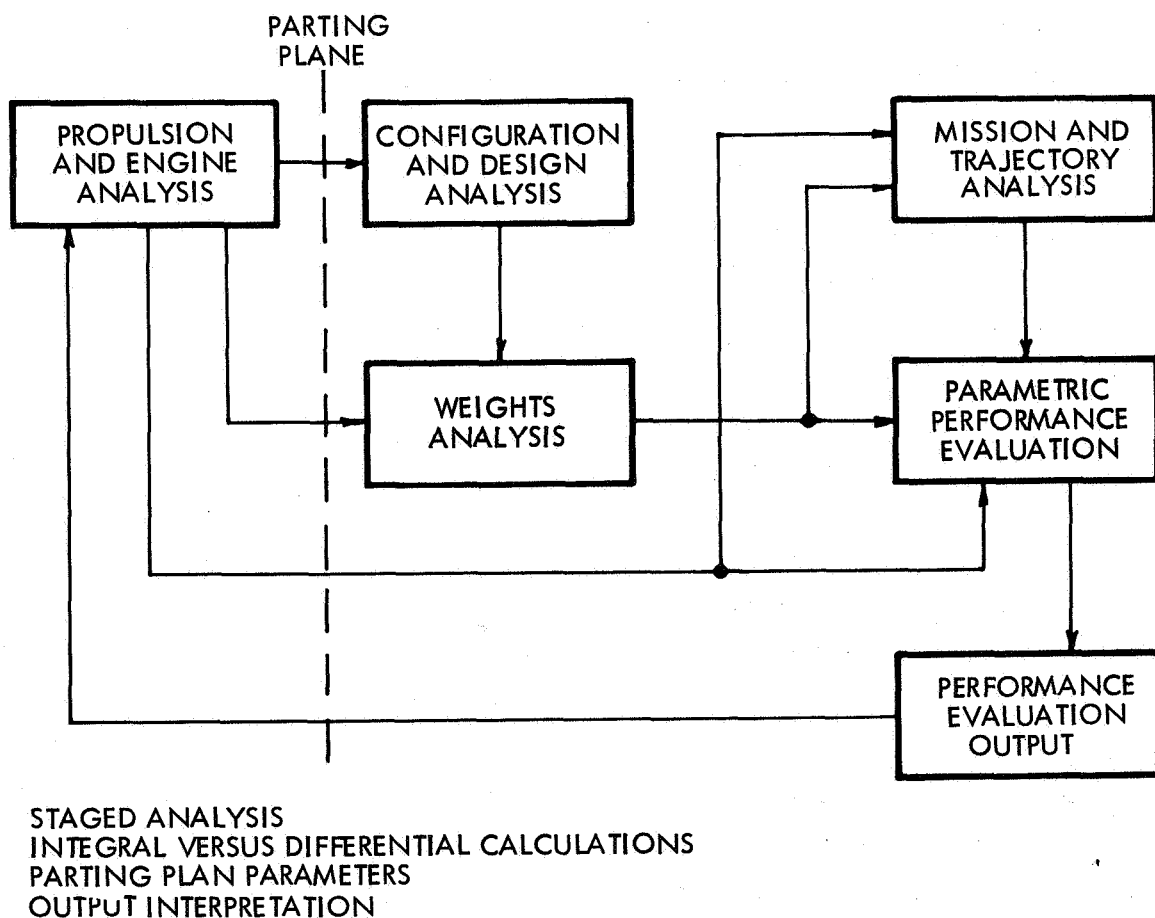 PARTING
PLANE
PROPULSION
AND ENGINE
ANALYSIS
CONFIGURATION
AND DESIGN
ANALYSIS
MISSION AND
TRAJECTORY
ANALYSIS
WEIGHTS
ANALYSIS
PARAMETRIC
PERFORMANCE
EVALUATION
PERFORMANCE
EVALUATION
OUTPUT
STAGED ANALYSIS
INTEGRAL VERSUS DIFFERENTIAL CALCULATIONS
PARTING PLAN PARAMETERS
OUTPUT INTERPRETATION